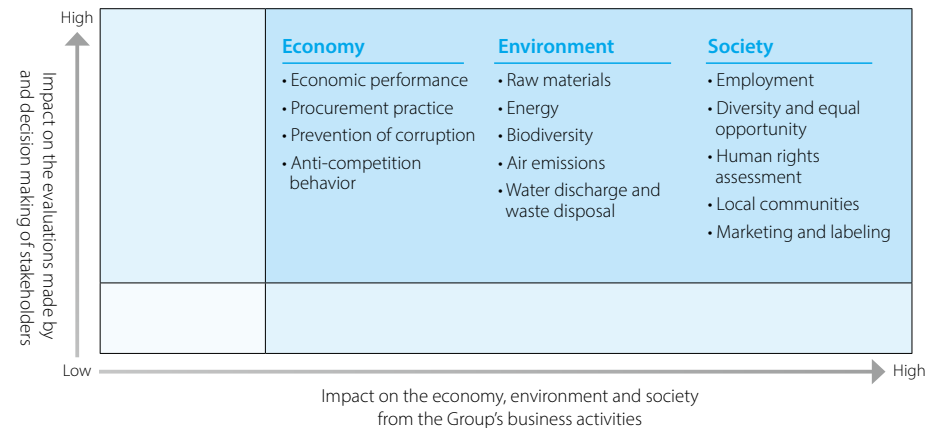 High
Impact on the evaluations made by
and decision making of stakeholders
Economy
• Economic performance
• Procurement practice
• Prevention of corruption
• Anti-competition
behavior
Environment
• Raw materials
• Energy
• Biodiversity
• Air emissions
• Water discharge and
waste disposal
Society
• Employment
• Diversity and equal
opportunity
• Human rights
assessment
• Local communities
• Marketing and labeling
Low
High
Impact on the economy, environment and society
from the Group's business activities